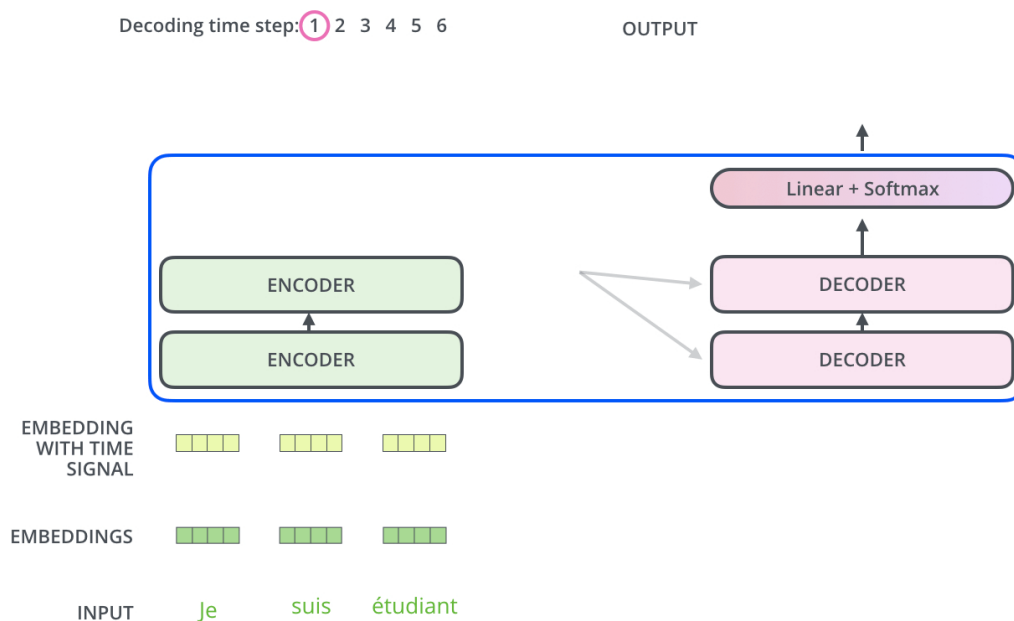 Decoding time step: 1 2 3 4 5 6
OUTPUT
Linear + Softmax
ENCODER
DECODER
ENCODER
DECODER
EMBEDDING
WITH TIME
SIGNAL
EMBEDDINGS
INPUT
Je
suis
étudiant